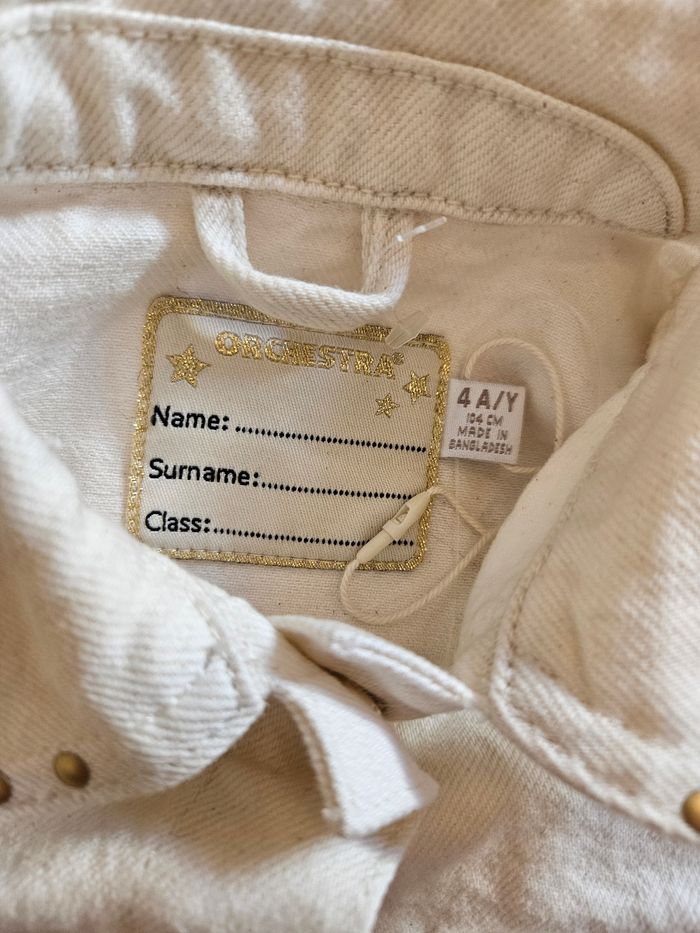 ORCHESTRA®
Name:
Surname:
Class:
4 A/Y
104 CM
MADE IN
BANGLADESH